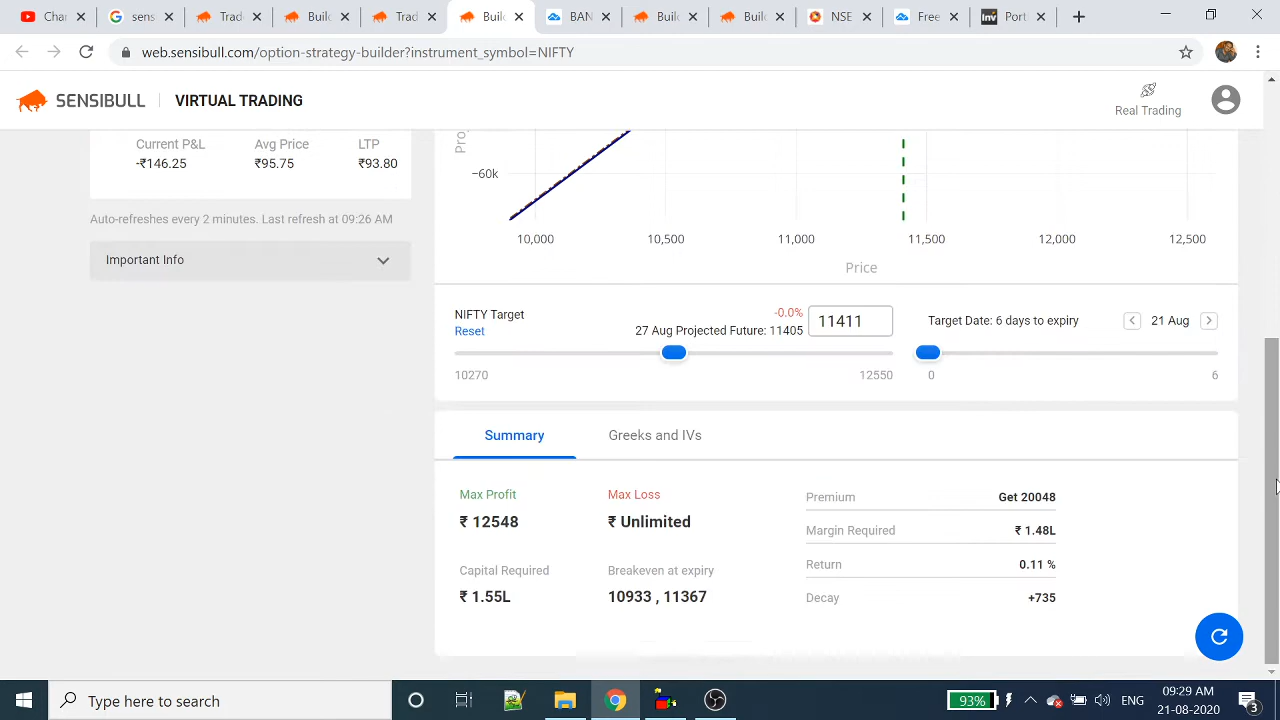 Char
sens
Trad
Build
Trad
Build
BAN
Build
Build
NSE
Free
Inv Port
web.sensibull.com/option-strategy-builder?instrument_symbol=NIFTY
SENSIBULL
VIRTUAL TRADING
Real Trading
Current P&L
Avg Price
LTP
-₹146.25
₹95.75
₹93.80
Auto-refreshes every 2 minutes. Last refresh at 09:26 AM
Important Info
−60k
10,000
10,500
11,000
11,500
12,000
12,500
Price
NIFTY Target
Reset
-0.0%
27 Aug Projected Future: 11405
11411
10270
12550
Target Date: 6 days to expiry
21 Aug
0
6
Summary
Greeks and IVs
Max Profit
₹ 12548
Max Loss
₹ Unlimited
Capital Required
₹ 1.55L
Breakeven at expiry
10933 , 11367
Premium
Get 20048
Margin Required
₹ 1.48L
Return
0.11 %
Decay
+735
Type here to search
93%
ENG
09:29 AM
21-08-2020
3